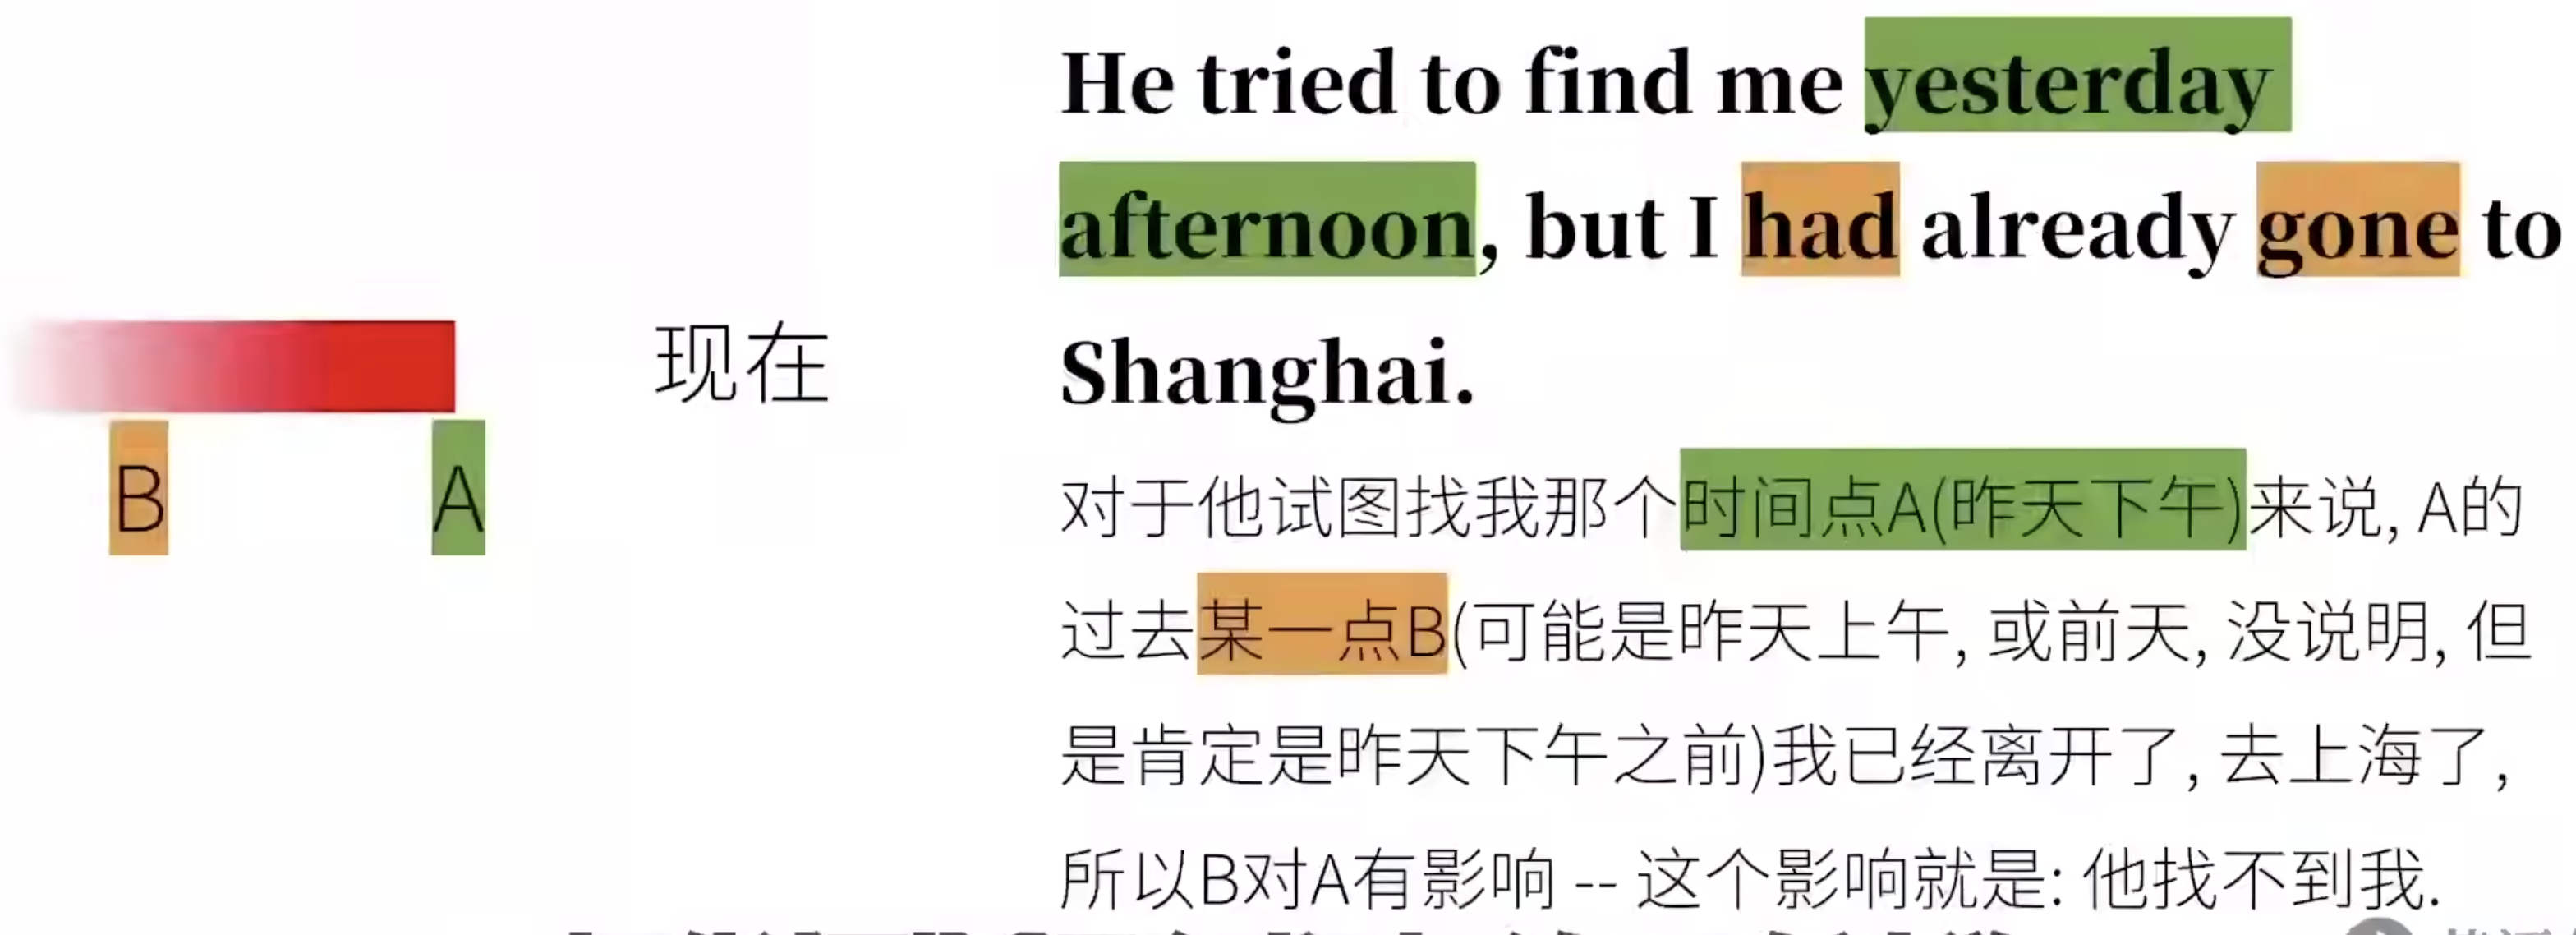 He tried to find me yesterday
afternoon, but I had already gone to
Shanghai.
现在
B
A
对于他试图找我那个时间点A(昨天下午)来说, A的
过去某一点B(可能是昨天上午, 或前天, 没说明, 但
是肯定是昨天下午之前)我已经离开了, 去上海了,
所以B对A有影响 -- 这个影响就是: 他找不到我.